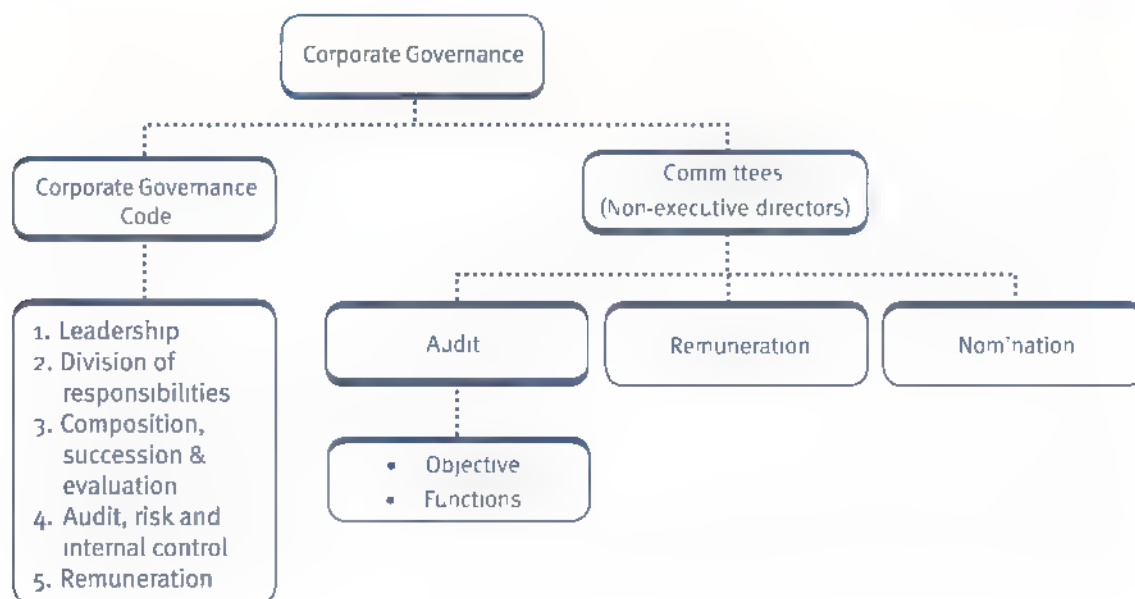 Corporate Governance
Corporate Governance
Code
Committees
(Non-executive directors)
1. Leadership
2. Division of
responsibilities
3. Composition,
succession &
evaluation
4. Audit, risk and
internal control
5. Remuneration
Audit
Remuneration
Nomination
• Objective
• Functions